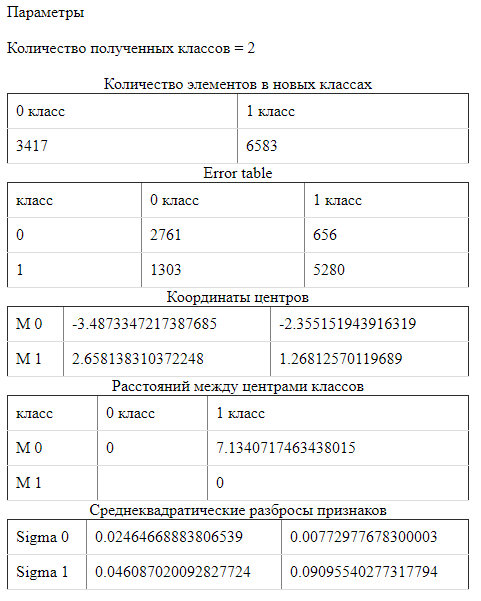 Параметры
Количество полученных классов = 2
Количество элементов в новых классах
0 класс 1 класс
3417 6583
Error table
класс 0 класс 1 класс
0 2761 656
1 1303 5280
Координаты центров
M 0 -3.4873347217387685 -2.355151943916319
M 1 2.658138310372248 1.26812570119689
Расстояний между центрами классов
класс 0 класс 1 класс
M 0 0 7.1340717463438015
M 1 0
Среднеквадратические разбросы признаков
Sigma 0 0.02464668883806539 0.00772977678300003
Sigma 1 0.046087020092827724 0.09095540277317794